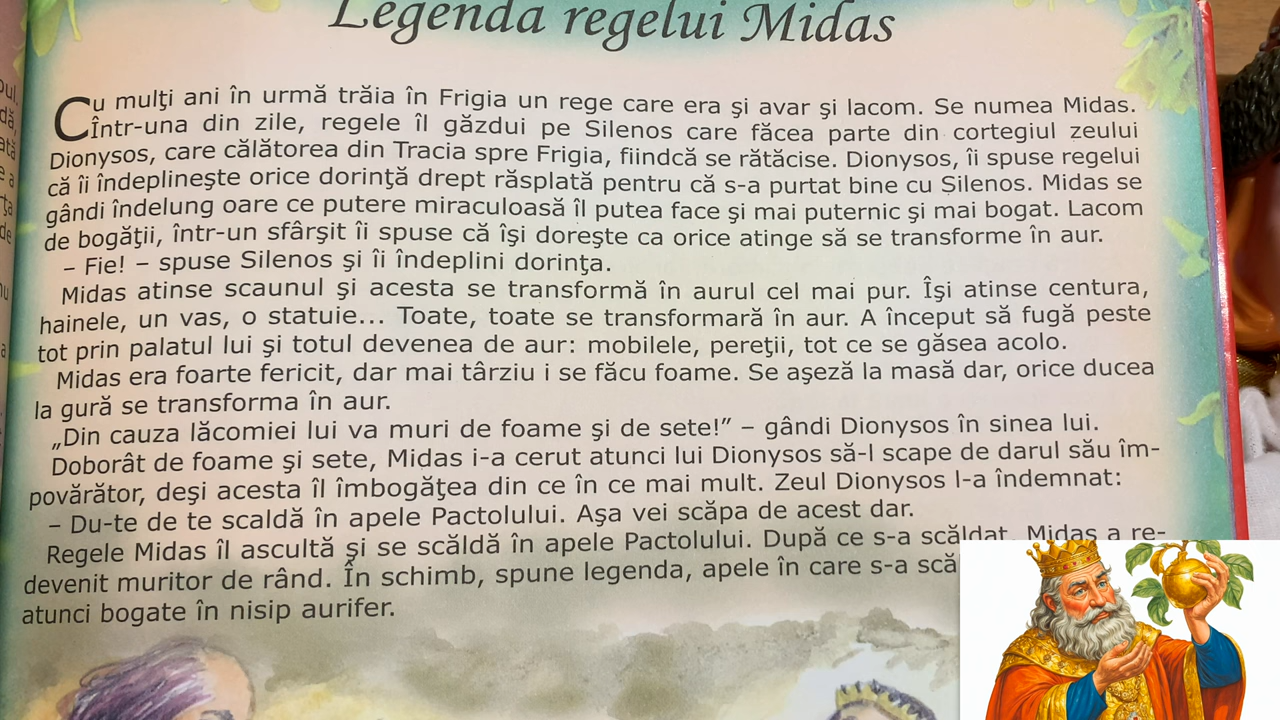 Legenda regelui Midas
Cu mulţi ani în urmă trăia în Frigia un rege care era şi avar şi lacom. Se numea Midas.
Într-una din zile, regele îl găzdui pe Silenos care făcea parte din cortegiul zeului
Dionysos, care călătorea din Tracia spre Frigia, fiindcă se rătăcise. Dionysos, îi spuse regelui
că îi îndeplineşte orice dorinţă drept răsplată pentru că s-a purtat bine cu Silenos. Midas se
gândi îndelung oare ce putere miraculoasă îl putea face şi mai puternic şi mai bogat. Lacom
de bogăţii, într-un sfârşit îi spuse că îşi doreşte ca orice atinge să se transforme în aur.
– Fie! – spuse Silenos şi îi îndeplini dorinţa.
Midas atinse scaunul şi acesta se transformă în aurul cel mai pur. Îşi atinse centura,
hainele, un vas, o statuie... Toate, toate se transformară în aur. A început să fugă peste
tot prin palatul lui şi totul devenea de aur: mobilele, pereţii, tot ce se găsea acolo.
Midas era foarte fericit, dar mai târziu i se făcu foame. Se aşeză la masă dar, orice ducea
la gură se transforma în aur.
„Din cauza lăcomiei lui va muri de foame şi de sete!” – gândi Dionysos în sinea lui.
Doborât de foame şi sete, Midas i-a cerut atunci lui Dionysos să-l scape de darul său îm-
povărător, deşi acesta îl îmbogăţea din ce în ce mai mult. Zeul Dionysos l-a îndemnat:
– Du-te de te scaldă în apele Pactolului. Aşa vei scăpa de acest dar.
Regele Midas îl ascultă şi se scăldă în apele Pactolului. După ce s-a scăldat, Midas a re-
devenit muritor de rând. În schimb, spune legenda, apele în care s-a
atunci bogate în nisip aurifer.